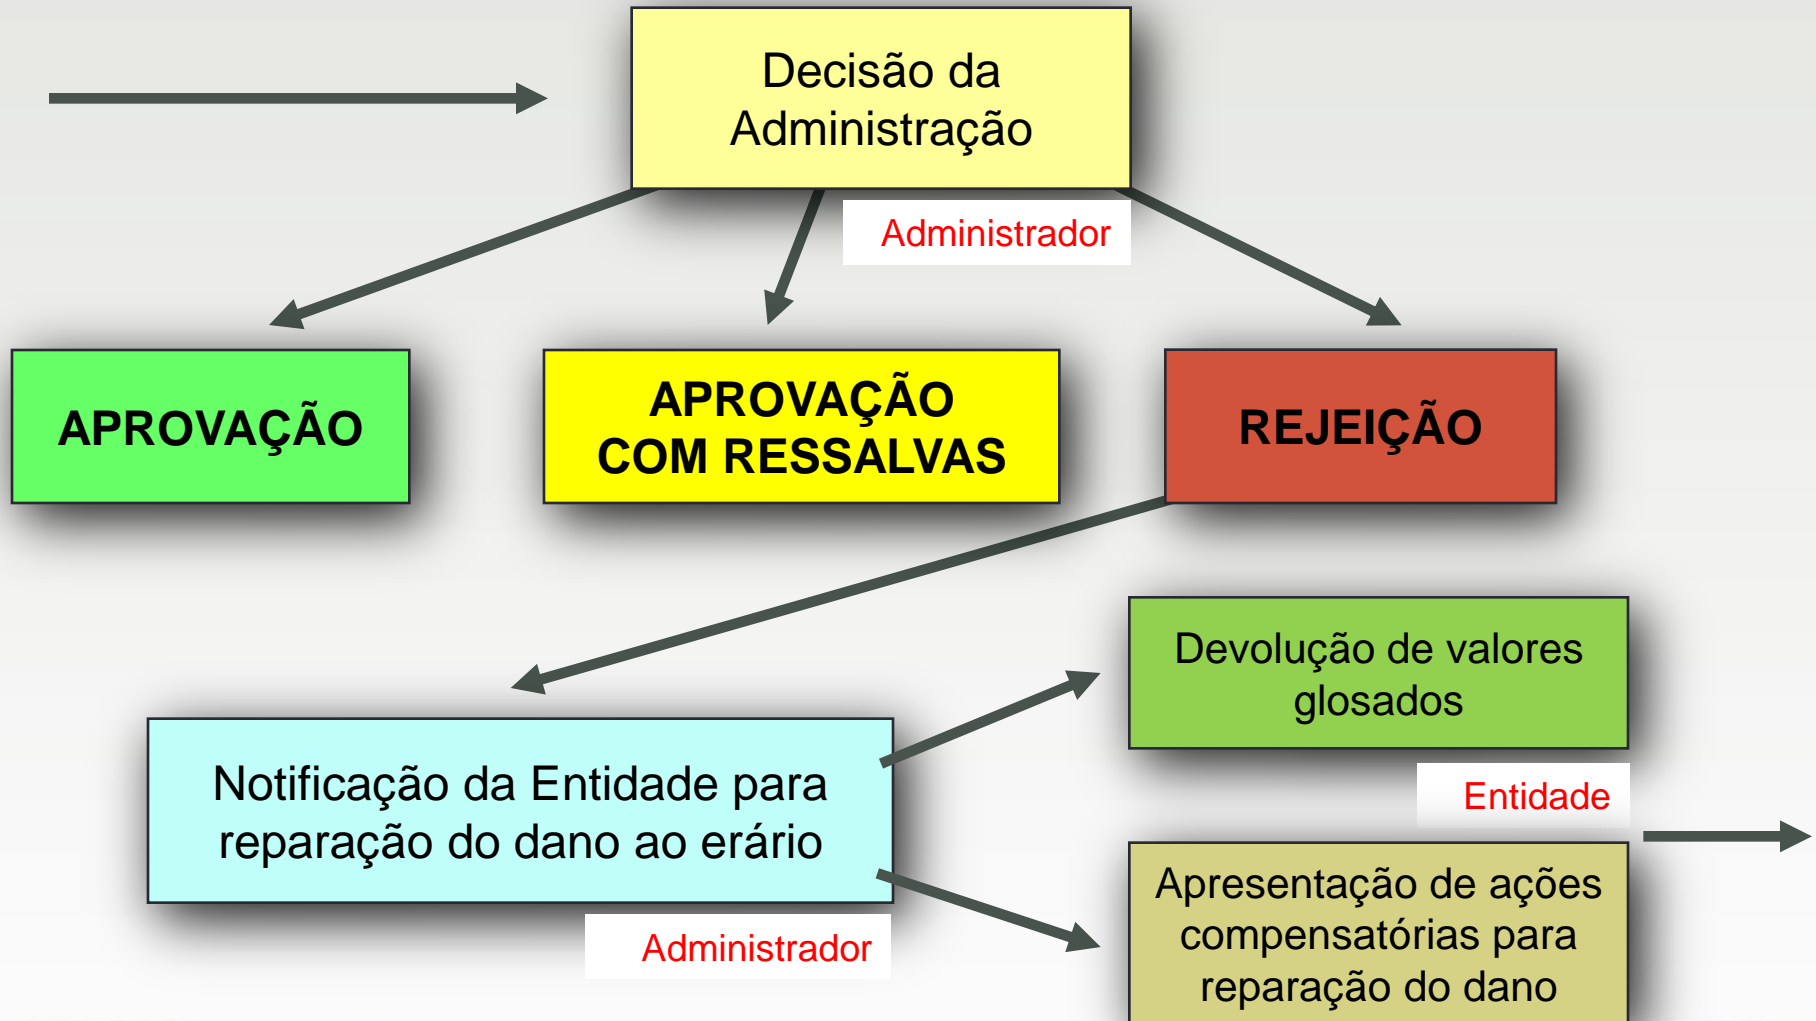 Decisão da
Administração
Administrador
APROVAÇÃO
APROVAÇÃO
COM RESSALVAS
REJEIÇÃO
Devolução de valores
glosados
Notificação da Entidade para
reparação do dano ao erário
Entidade
Administrador
Apresentação de ações
compensatórias para
reparação do dano